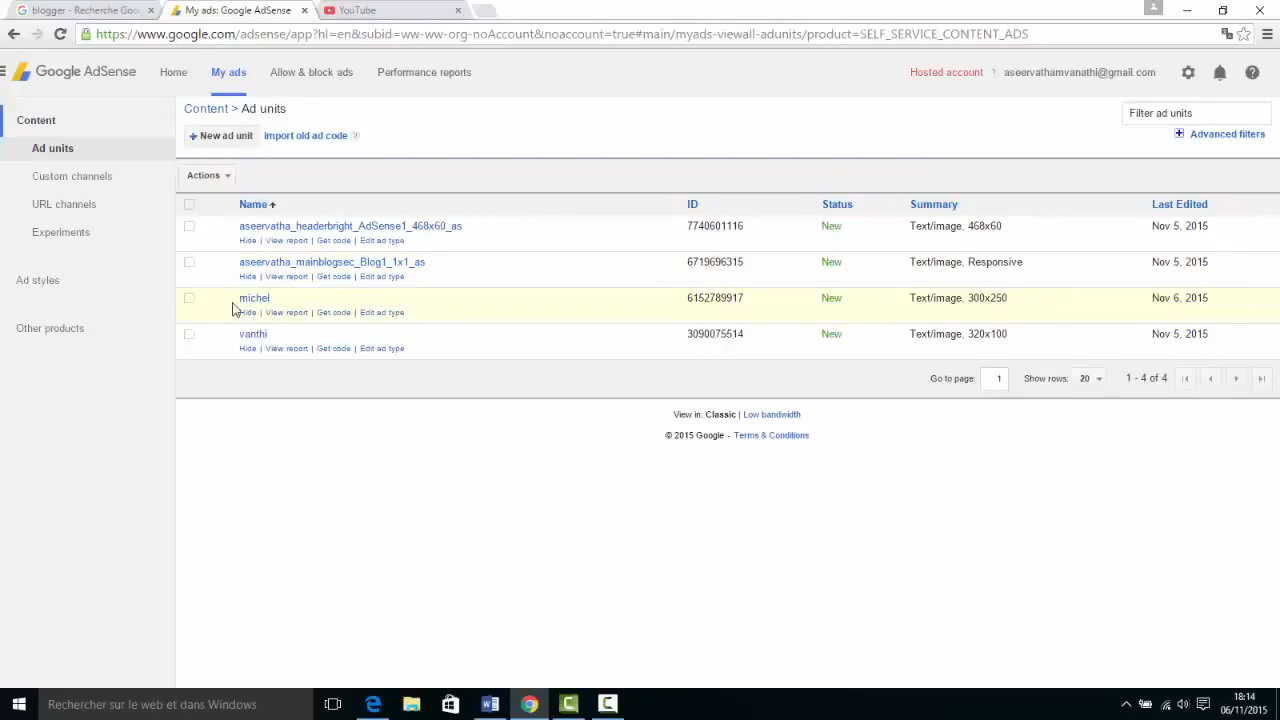 blogger - Recherche Goo
My ads: Google AdSense
YouTube
https://www.google.com/adsense/app?hl=en&subid=ww-ww-org-noAccount&noaccount=true#main/myads-viewall-adunits/product=SELF_SERVICE_CONTENT_ADS
Google AdSense
Home
My ads
Allow & block ads
Performance reports
Hosted account
?
aseervathamvanathi@gmail.com
Content
Ad units
Custom channels
URL channels
Experiments
Ad styles
Other products
Content > Ad units
Filter ad units
+ New ad unit
Import old ad code ?
+ Advanced filters
Actions
Name ID Status Summary Last Edited
aseervatha_headerbright_AdSense1_468x60_as 7740601116 New Text/image, 468x60 Nov 5, 2015
Hide | View report | Get code | Edit ad type
aseervatha_mainblogsec_Blog1_1x1_as 6719696315 New Text/image, Responsive Nov 5, 2015
Hide | View report | Get code | Edit ad type
michel 6152789917 New Text/image, 300x250 Nov 6, 2015
Hide | View report | Get code | Edit ad type
vanthi 3090075514 New Text/image, 320x100 Nov 5, 2015
Hide | View report | Get code | Edit ad type
Go to page: 1 Show rows: 20 1 - 4 of 4
View in: Classic | Low bandwidth
© 2015 Google - Terms & Conditions
Rechercher sur le web et dans Windows
18:14
06/11/2015